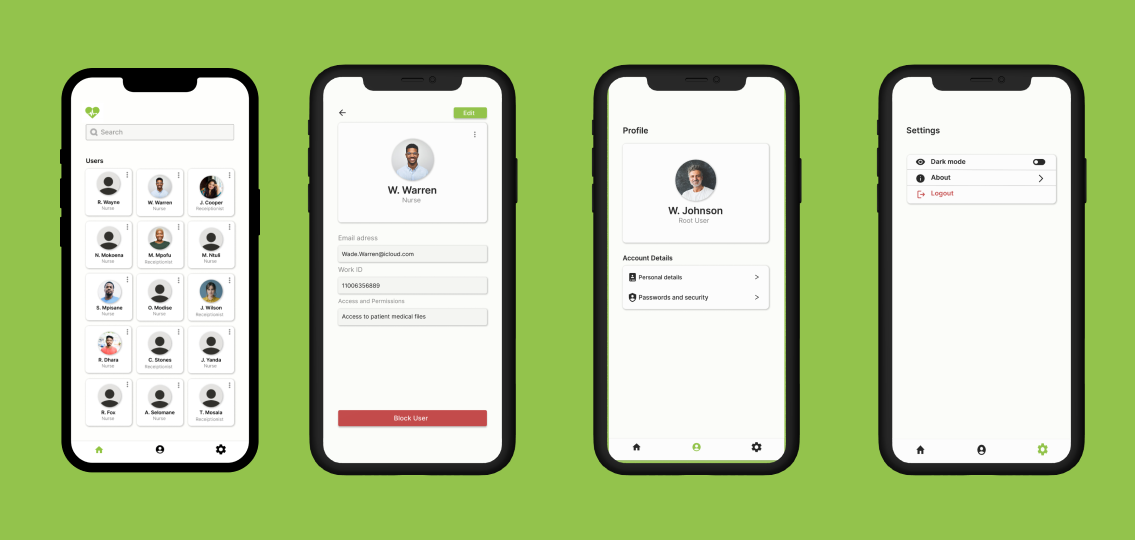 Search
Users
R. Wayne
Nurse
W. Warren
Nurse
J. Cooper
Receptionist
N. Mokoena
Nurse
M. Mpofu
Receptionist
M. Ntuli
Nurse
S. Mpisane
Nurse
O. Modise
Nurse
J. Wilson
Receptionist
R. Dhara
Nurse
C. Stones
Receptionist
J. Yanda
Nurse
R. Fox
Nurse
A. Selomane
Nurse
T. Mosala
Receptionist
Edit
W. Warren
Nurse
Email adress
Wade.Warren@icloud.com
Work ID
11006356889
Access and Permissions
Access to patient medical files
Block User
Profile
W. Johnson
Root User
Account Details
Personal details
Passwords and security
Settings
Dark mode
About
Logout